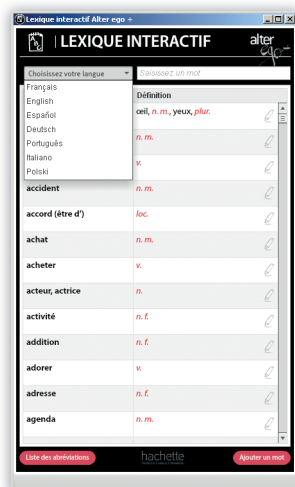 Lexique interactif Alter ego +
LEXIQUE INTERACTIF
alter
ego+
Choisissez votre langue
Saisissez un mot
Français
English
Español
Deutsch
Português
Italiano
Polski
Définition
œil, n. m., yeux, plur.
n. m.
v.
accident n. m.
accord (être d') loc.
achat n. m.
acheter v.
acteur, actrice n.
activité n. f.
addition n. f.
adorer v.
adresse n. f.
agenda n. m.
Liste des abréviations
hachette
Ajouter un mot